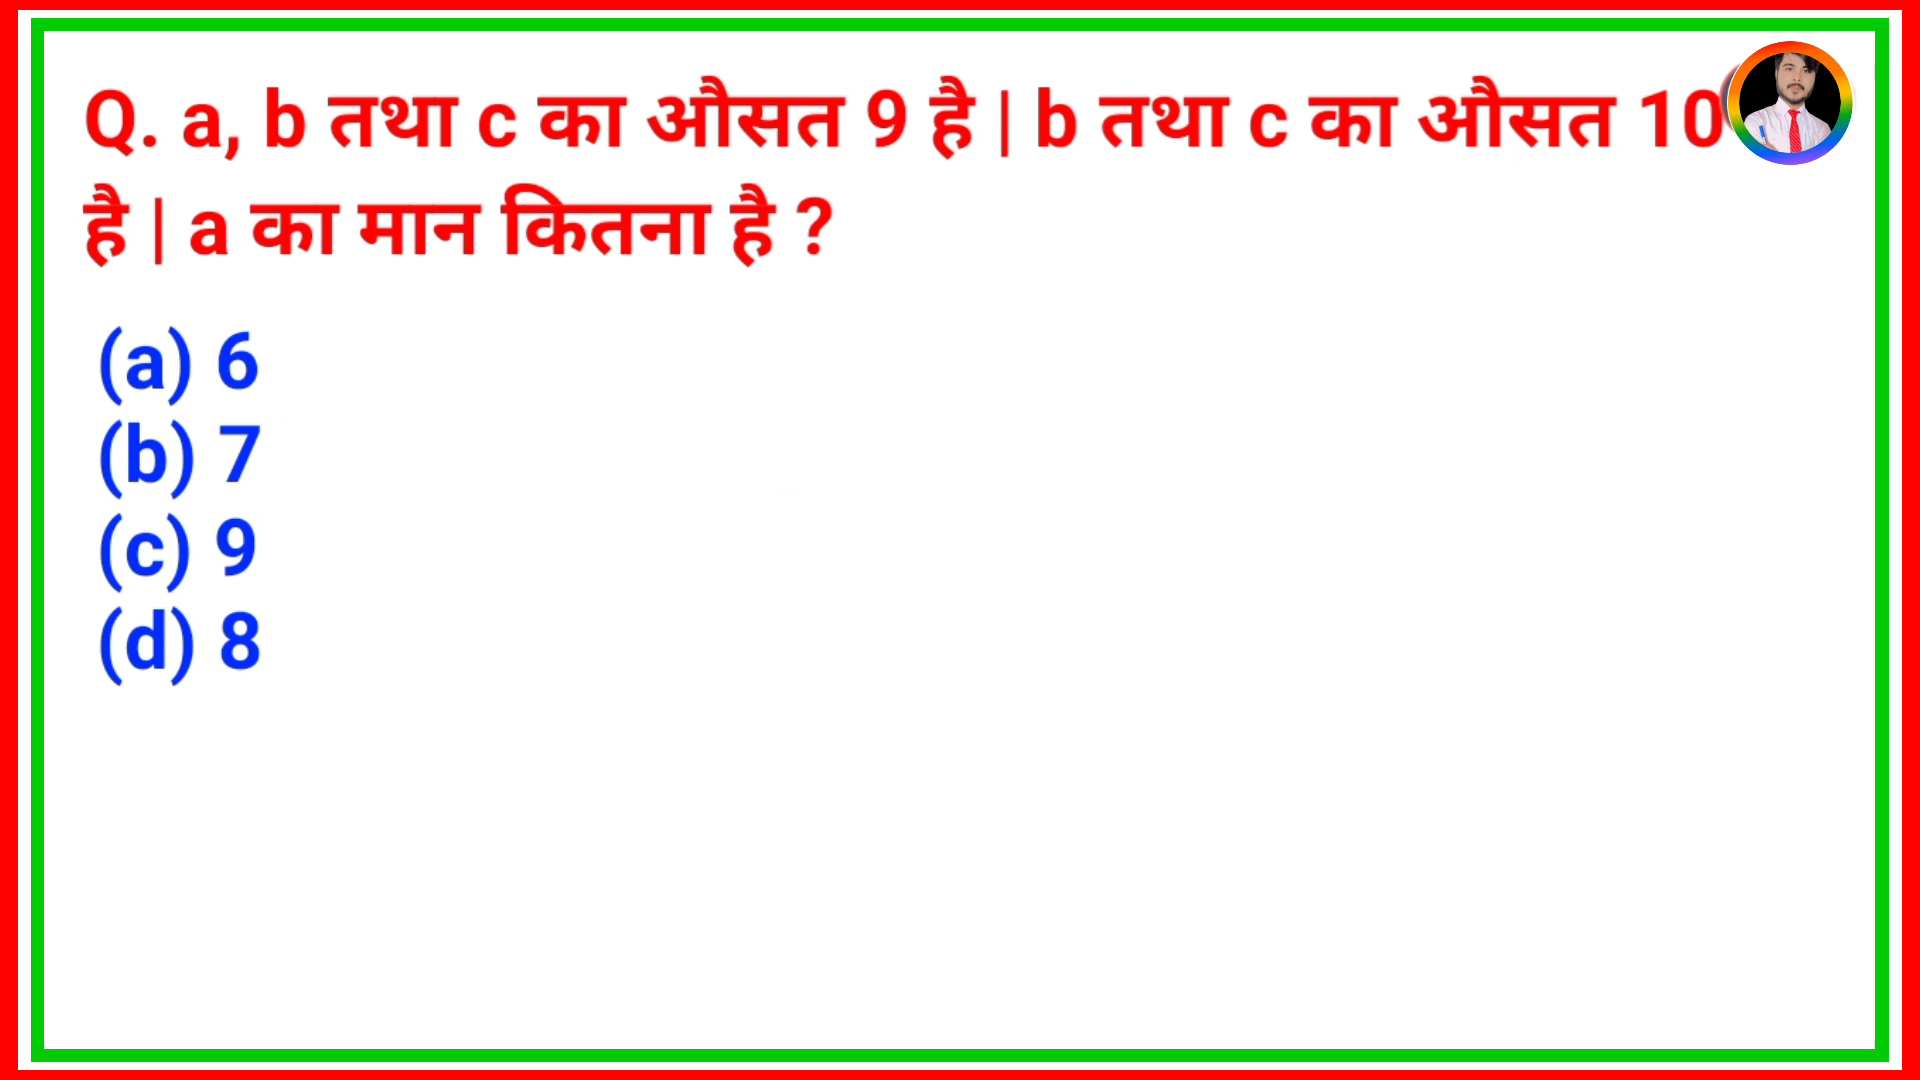 Q. a, b तथा c का औसत 9 है | b तथा c का औसत 10
है | a का मान कितना है ?
(a) 6
(b) 7
(c) 9
(d) 8